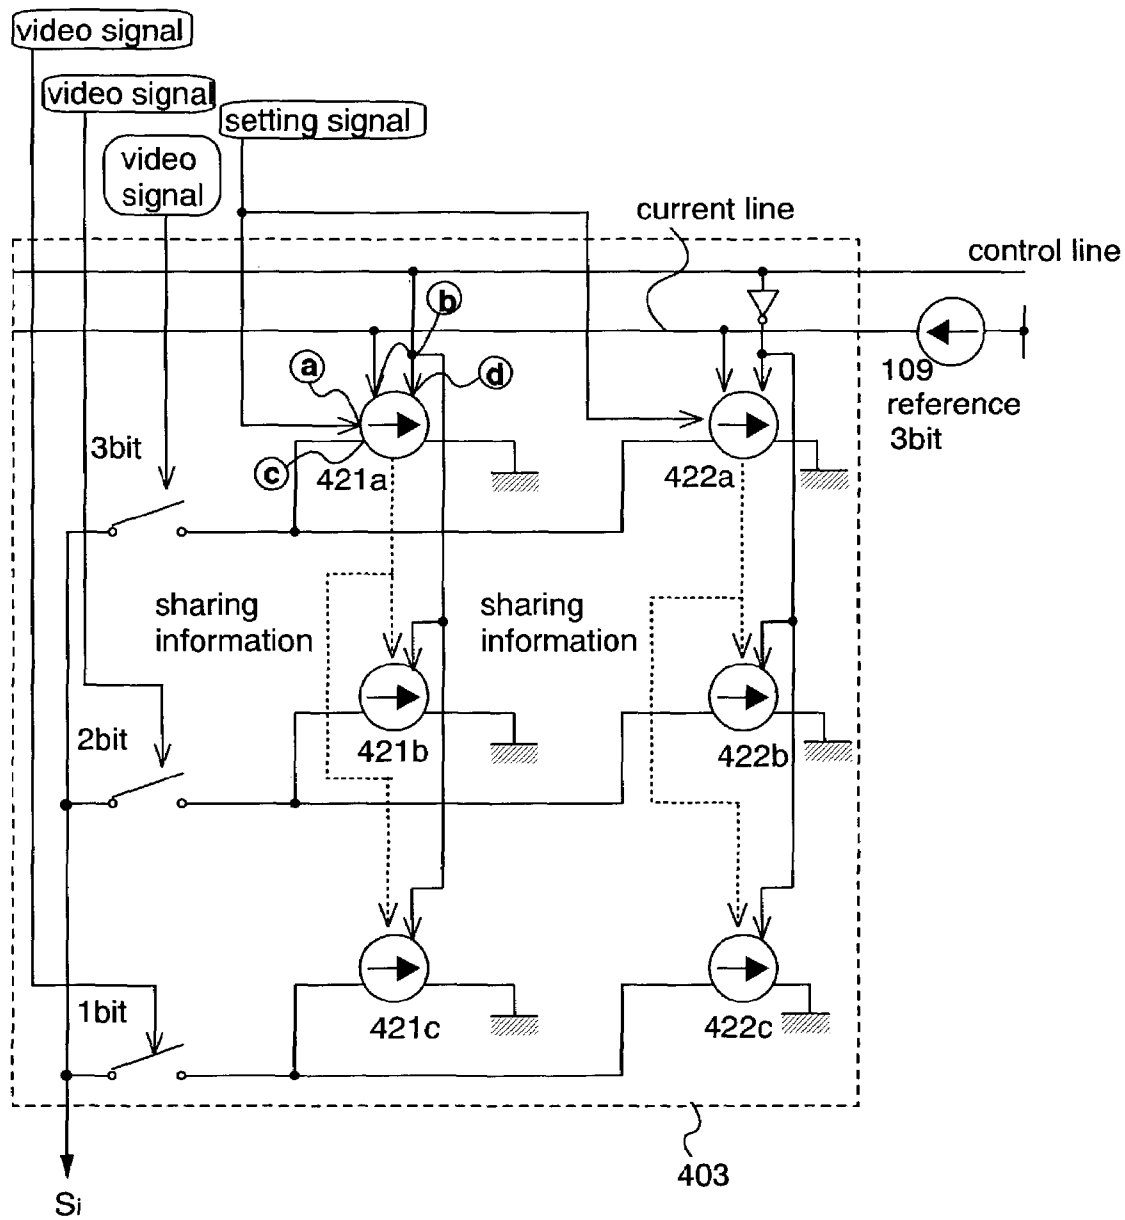 video signal
video signal
setting signal
video
signal
current line
control line
b
a
d
109
reference
3bit
3bit
c
421a
422a
sharing
information
sharing
information
2bit
421b
422b
1bit
421c
422c
403
Si